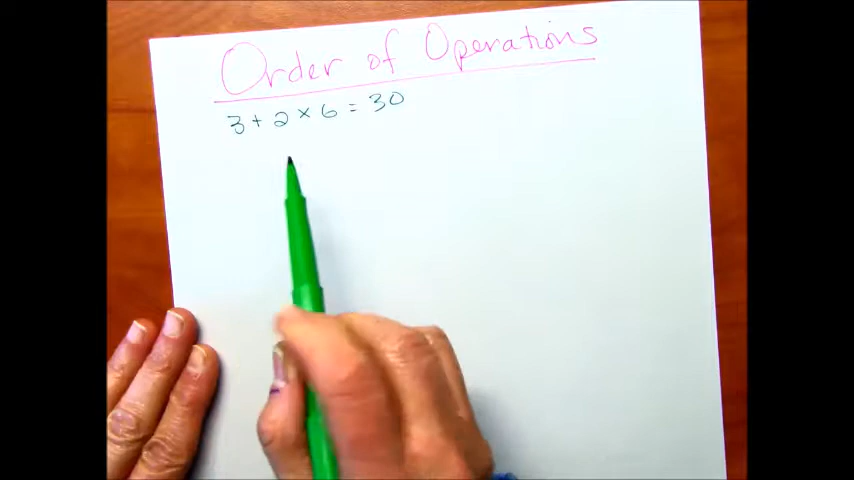 Order of Operations
3 + 2 × 6 = 30